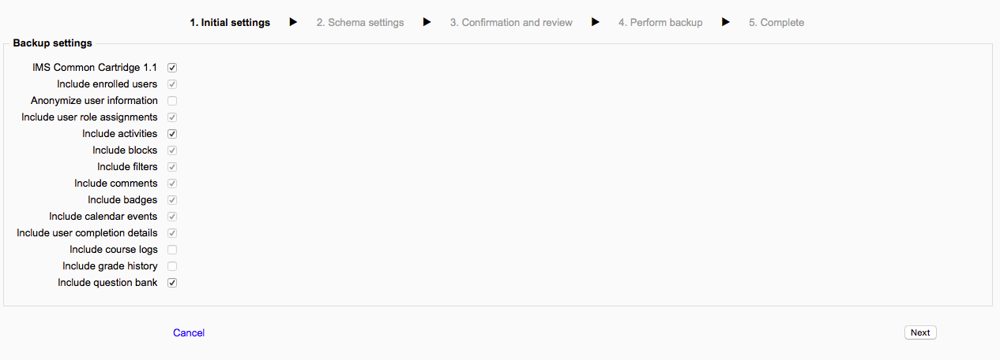 1. Initial settings ► 2. Schema settings ► 3. Confirmation and review ► 4. Perform backup ► 5. Complete
Backup settings
IMS Common Cartridge 1.1
Include enrolled users
Anonymize user information
Include user role assignments
Include activities
Include blocks
Include filters
Include comments
Include badges
Include calendar events
Include user completion details
Include course logs
Include grade history
Include question bank
Cancel Next